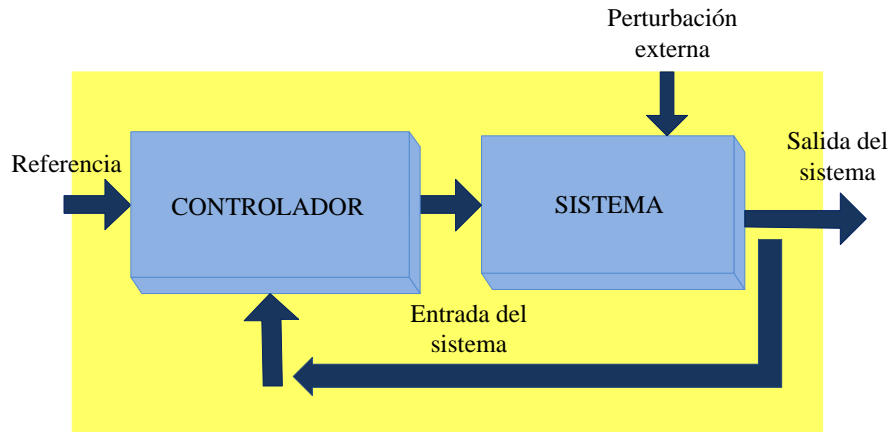 Perturbación
externa
Salida del
sistema
Referencia
CONTROLADOR
SISTEMA
Entrada del
sistema